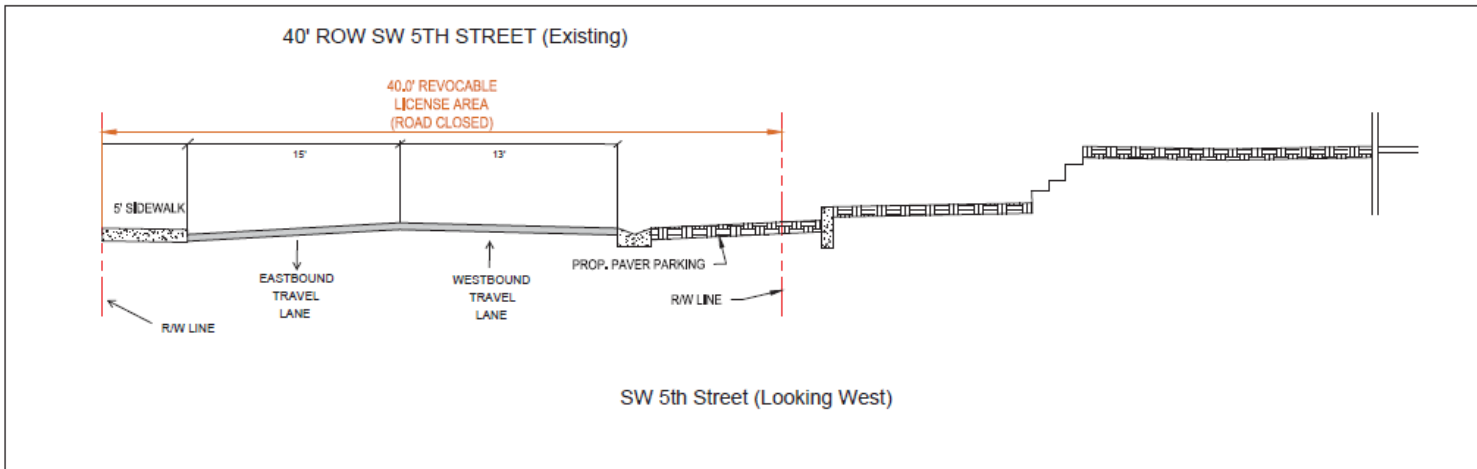 40' ROW SW 5TH STREET (Existing)
40.0' REVOCABLE
LICENSE AREA
(ROAD CLOSED)
15'
13'
5' SIDEWALK
PROP. PAVER PARKING
EASTBOUND
TRAVEL
LANE
WESTBOUND
TRAVEL
LANE
R/W LINE
R/W LINE
SW 5th Street (Looking West)